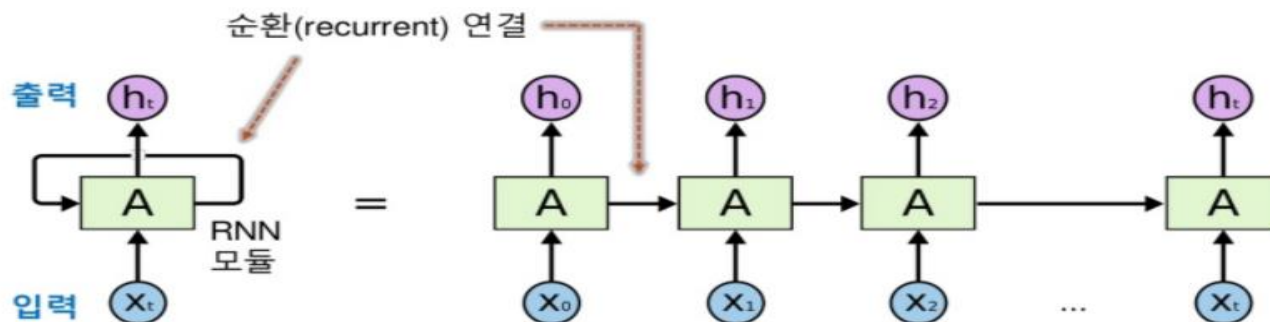 순환(recurrent) 연결
출력 hₜ h₀ h₁ h₂ hₜ
A = A A A A
RNN
모듈
입력 xₜ x₀ x₁ x₂ ... xₜ